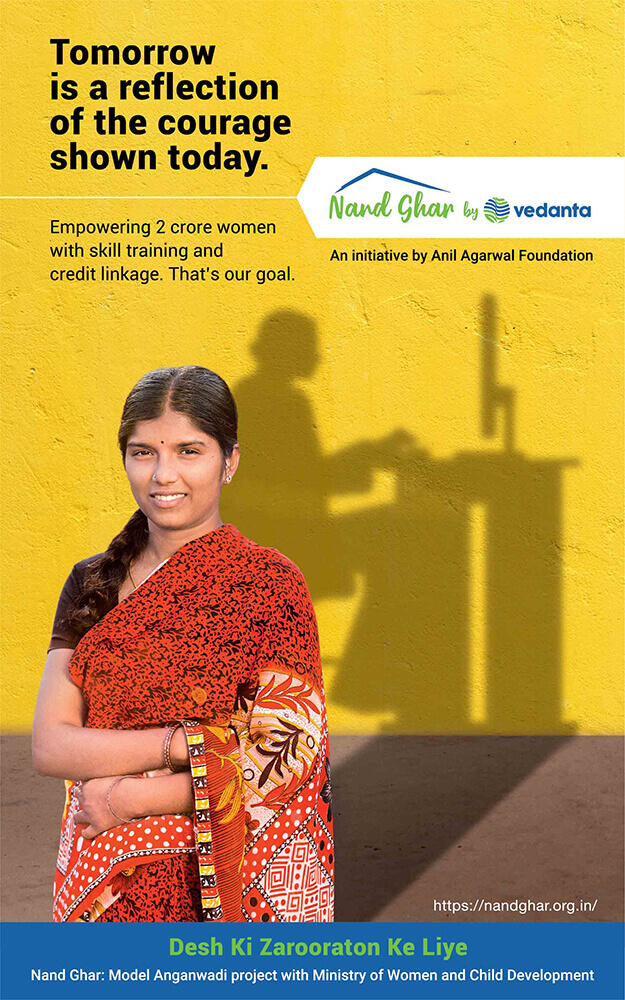 Tomorrow
is a reflection
of the courage
shown today.
Nand Ghar by vedanta
Empowering 2 crore women
with skill training and
credit linkage. That's our goal.
An initiative by Anil Agarwal Foundation
https://nandghar.org.in/
Desh Ki Zarooraton Ke Liye
Nand Ghar: Model Anganwadi project with Ministry of Women and Child Development